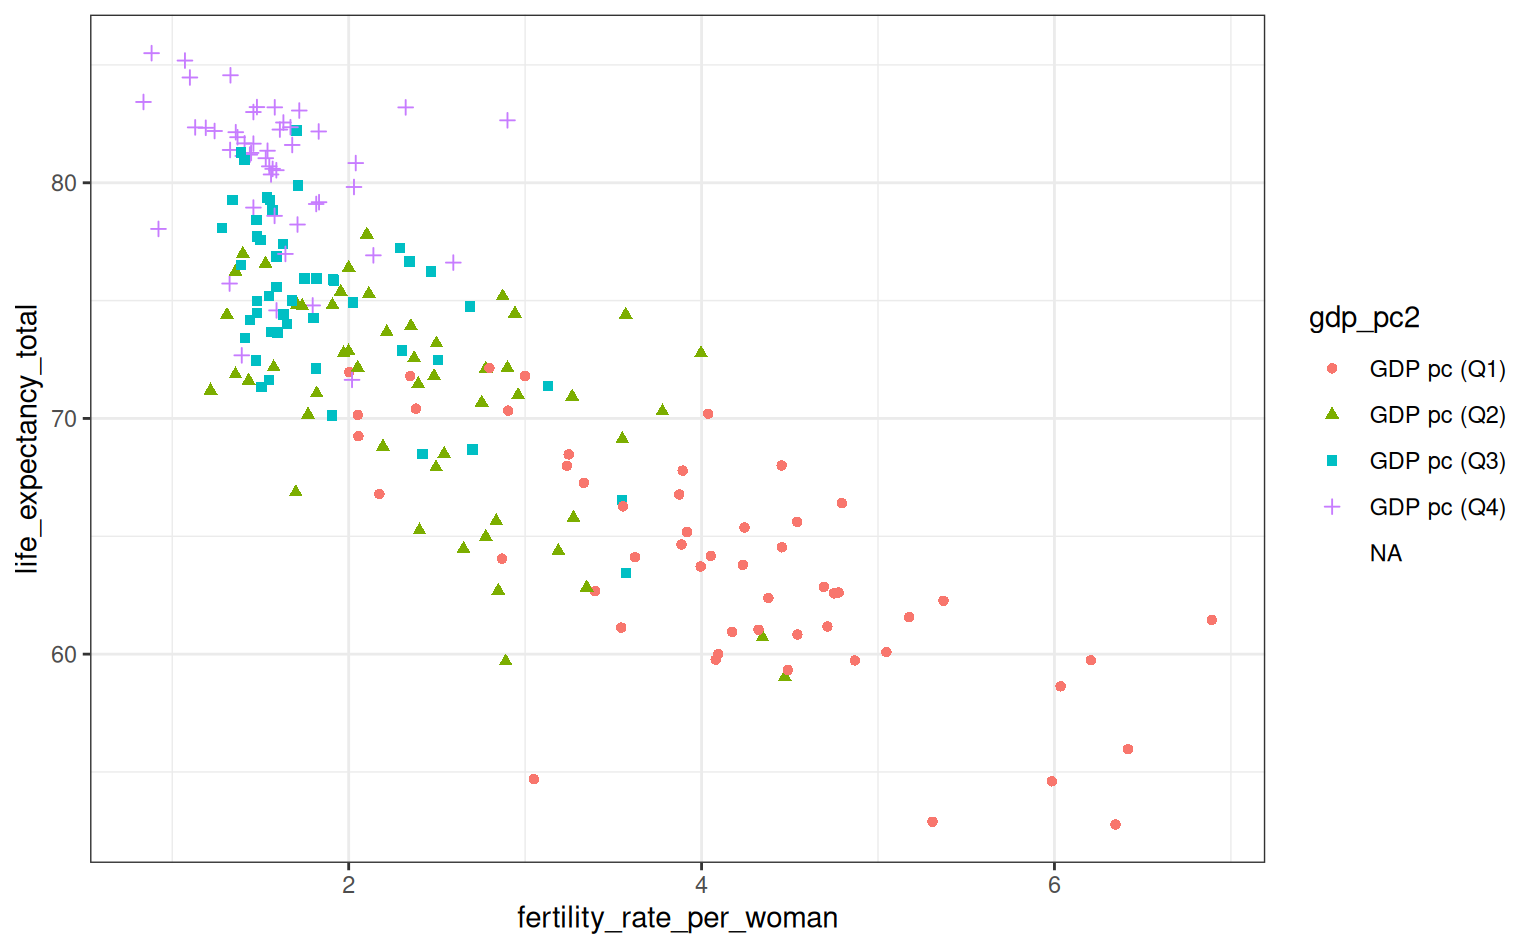 80
70
60
life_expectancy_total
2
4
6
fertility_rate_per_woman
gdp_pc2
GDP pc (Q1)
GDP pc (Q2)
GDP pc (Q3)
GDP pc (Q4)
NA